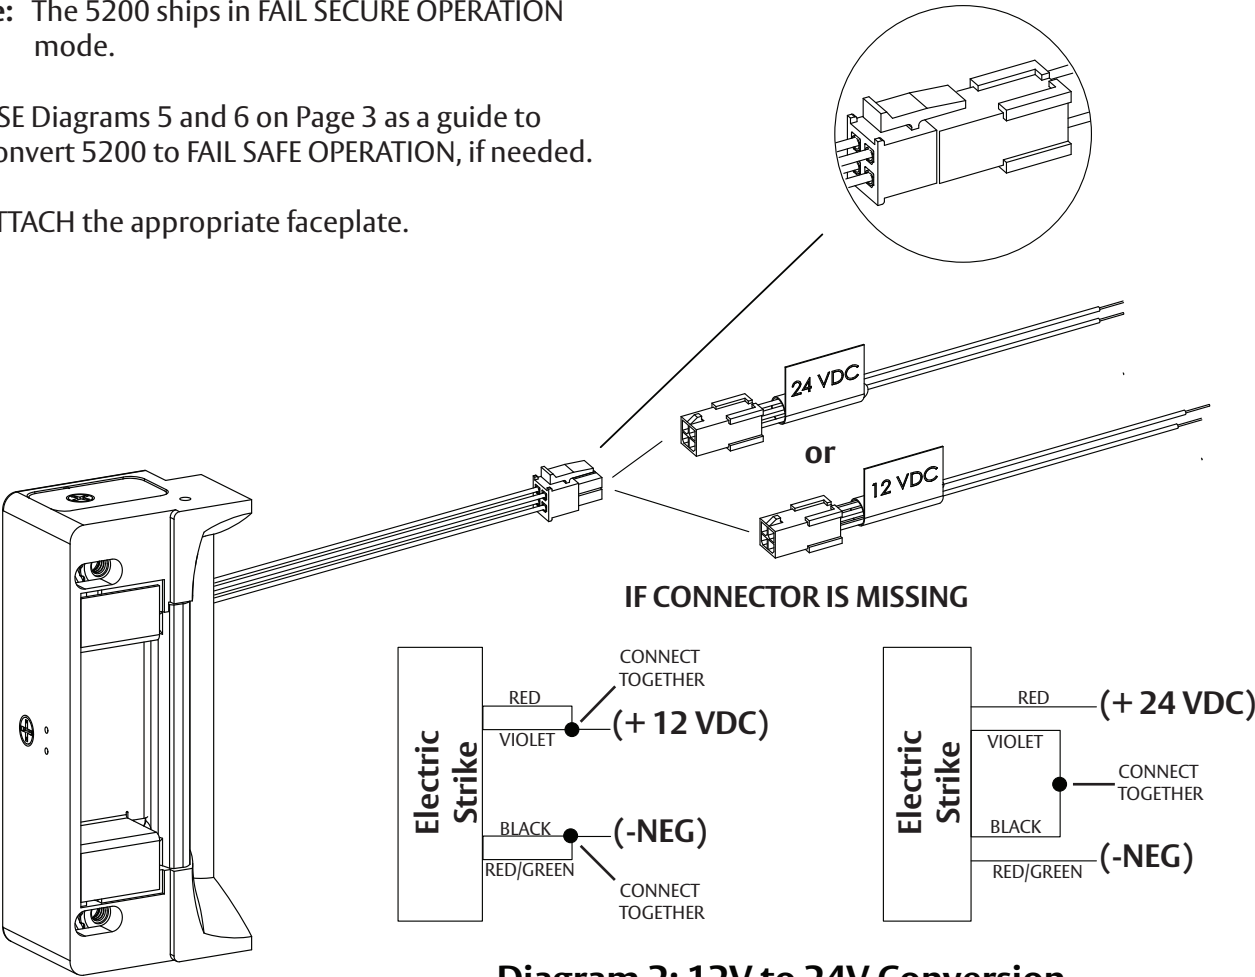 e: The 5200 ships in FAIL SECURE OPERATION
mode.
SE Diagrams 5 and 6 on Page 3 as a guide to
onvert 5200 to FAIL SAFE OPERATION, if needed.
TTACH the appropriate faceplate.
24 VDC
or
12 VDC
IF CONNECTOR IS MISSING
Electric
Strike
RED
VIOLET
CONNECT
TOGETHER
(+ 12 VDC)
BLACK
RED/GREEN
(-NEG)
CONNECT
TOGETHER
Electric
Strike
RED
(+ 24 VDC)
VIOLET
CONNECT
TOGETHER
BLACK
RED/GREEN
(-NEG)
Diagram 2: 12V to 24V Conversion